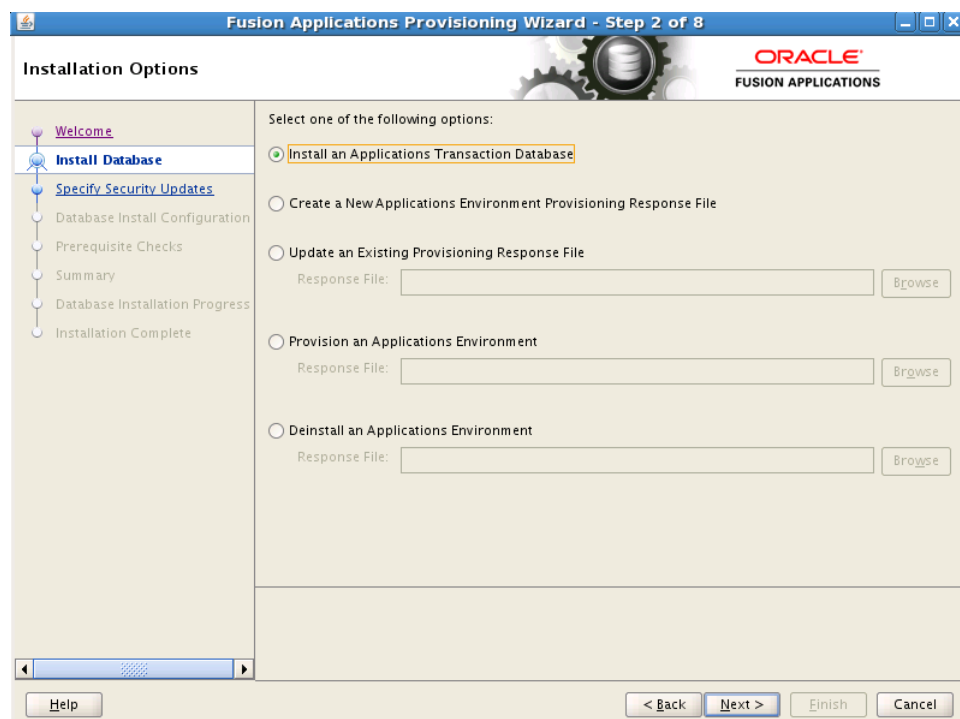 Fusion Applications Provisioning Wizard - Step 2 of 8
Installation Options
ORACLE
FUSION APPLICATIONS
Welcome
Install Database
Specify Security Updates
Database Install Configuration
Prerequisite Checks
Summary
Database Installation Progress
Installation Complete
Select one of the following options:
Install an Applications Transaction Database
Create a New Applications Environment Provisioning Response File
Update an Existing Provisioning Response File
Response File:
Browse
Provision an Applications Environment
Response File:
Browse
Deinstall an Applications Environment
Response File:
Browse
Help
< Back
Next >
Finish
Cancel